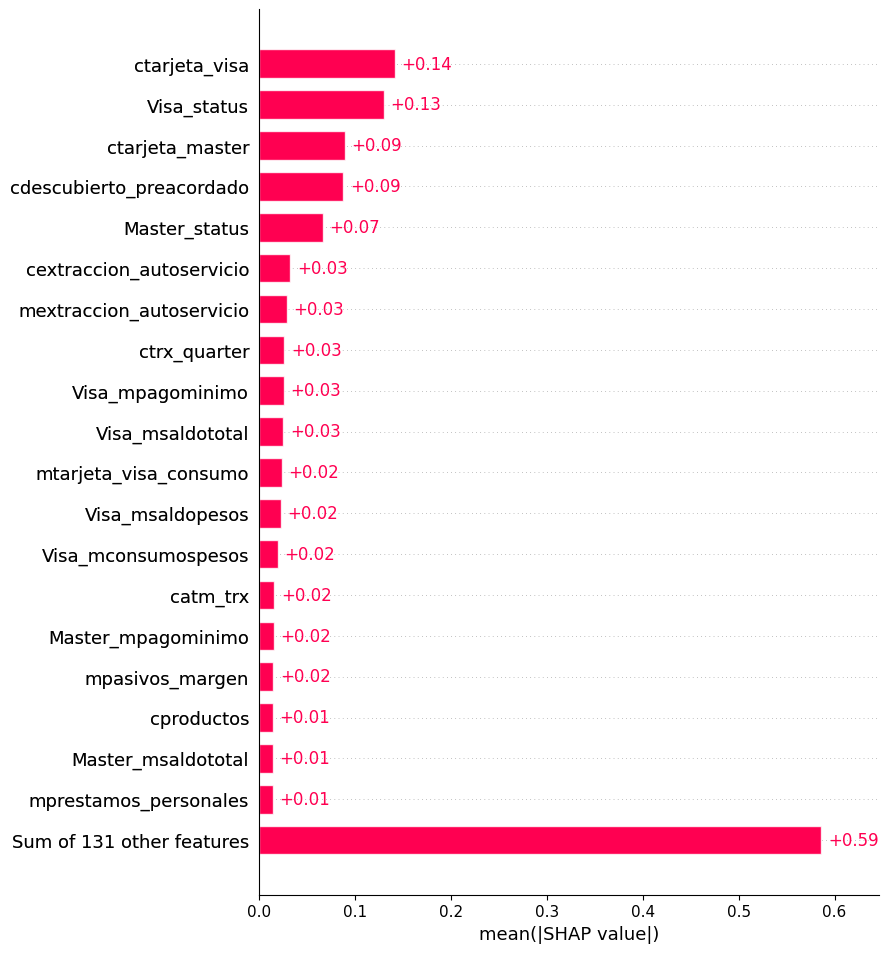 ctarjeta_visa +0.14
Visa_status +0.13
ctarjeta_master +0.09
cdescubierto_preacordado +0.09
Master_status +0.07
cextraccion_autoservicio +0.03
mextraccion_autoservicio +0.03
ctrx_quarter +0.03
Visa_mpagominimo +0.03
Visa_msaldototal +0.03
mtarjeta_visa_consumo +0.02
Visa_msaldopesos +0.02
Visa_mconsumospesos +0.02
catm_trx +0.02
Master_mpagominimo +0.02
mpasivos_margen +0.02
cproductos +0.01
Master_msaldototal +0.01
mprestamos_personales +0.01
Sum of 131 other features +0.59
0.0 0.1 0.2 0.3 0.4 0.5 0.6
mean(|SHAP value|)